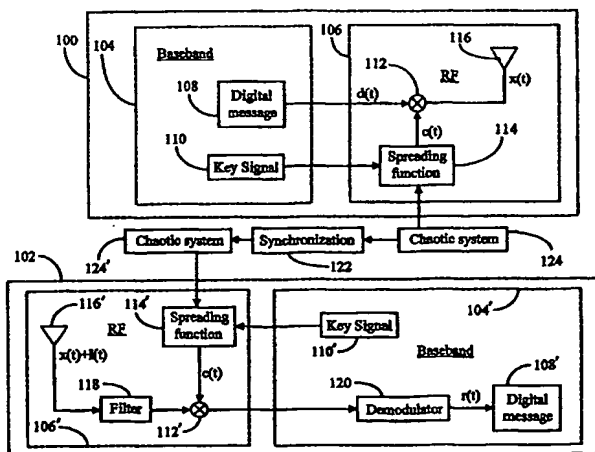 100
104
Baseband
108
Digital
message
110
Key Signal
106
116
112
RF
x(t)
d(t)
c(t)
Spreading
function
114
Chaotic system
124'
Synchronization
122
Chaotic system
124
102
116'
RF
114'
Spreading
function
x(t)+I(t)
c(t)
118
Filter
112'
106'
Key Signal
110'
104'
Baseband
120
Demodulator
r(t)
108'
Digital
message